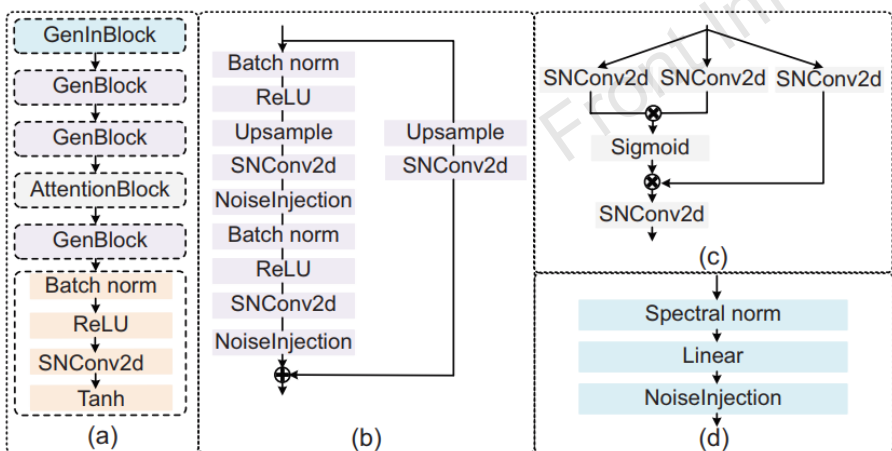 GenInBlock
GenBlock
GenBlock
AttentionBlock
GenBlock
Batch norm
ReLU
SNConv2d
Tanh
(a)
Batch norm
ReLU
Upsample
SNConv2d
NoiseInjection
Batch norm
ReLU
SNConv2d
NoiseInjection
Upsample
SNConv2d
(b)
SNConv2d SNConv2d SNConv2d
Sigmoid
SNConv2d
(c)
Spectral norm
Linear
NoiseInjection
(d)
Front